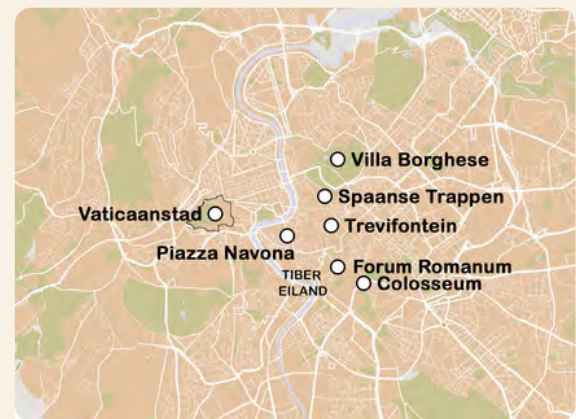 Villa Borghese
Spaanse Trappen
Vaticaanstad
Trevifontein
Piazza Navona
TIBER
EILAND
Forum Romanum
Colosseum